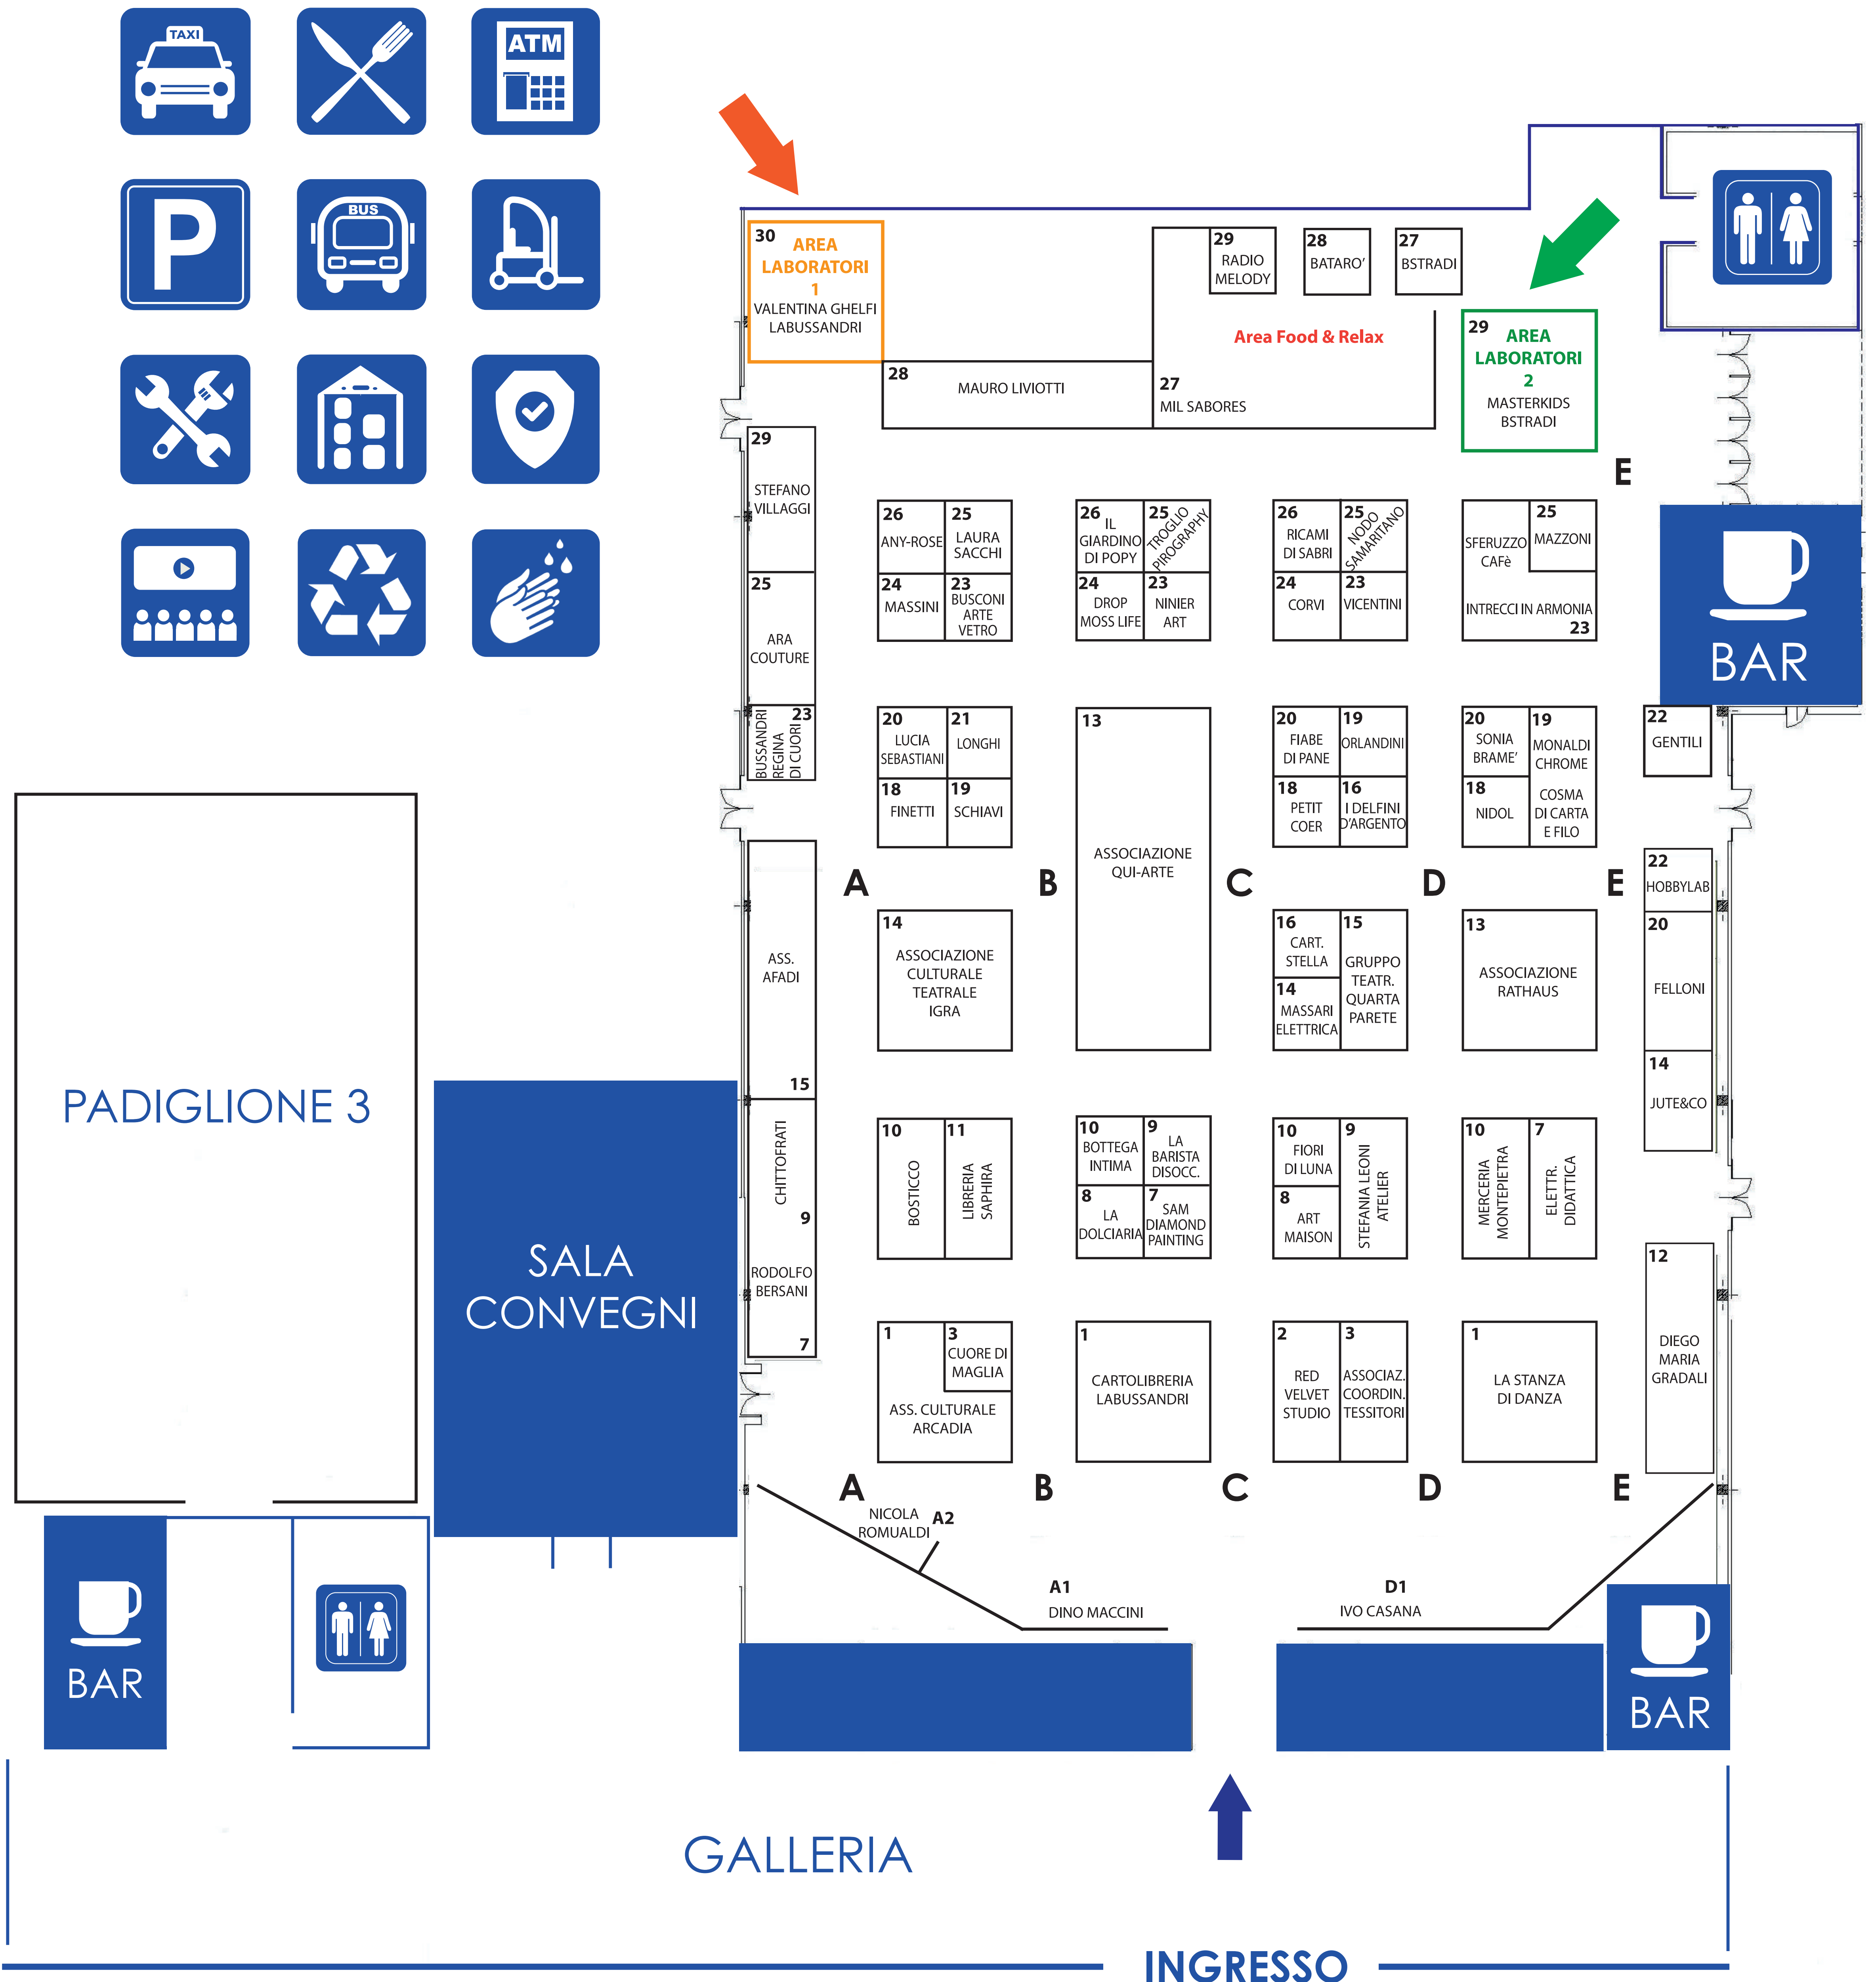 TAXI
ATM
P
BUS
30
AREA
LABORATORI
1
VALENTINA GHELFI
LABUSSANDRI
29
RADIO
MELODY
28
BATARO'
27
BSTRADI
Area Food & Relax
28
MAURO LIVIOTTI
27
MIL SABORES
29
AREA
LABORATORI
2
MASTERKIDS
BSTRADI
E
29
STEFANO
VILLAGGI
26
ANY-ROSE
25
LAURA
SACCHI
24
MASSINI
23
BUSCONI
ARTE
VETRO
26
IL
GIARDINO
DI POPY
25
TROGLIO
PIROGRAPHY
24
DROP
MOSS LIFE
23
NINIER
ART
26
RICAMI
DI SABRI
25
NODO
SAMARITANO
24
CORVI
23
VICENTINI
SFERUZZO
CAFè
25
MAZZONI
INTRECCI IN ARMONIA
23
BAR
25
ARA
COUTURE
23
BUSSANDRI
REGINA
DI CUORI
20
LUCIA
SEBASTIANI
21
LONGHI
18
FINETTI
19
SCHIAVI
13
ASSOCIAZIONE
QUI-ARTE
20
FIABE
DI PANE
19
ORLANDINI
18
PETIT
COER
16
I DELFINI
D'ARGENTO
20
SONIA
BRAME'
19
MONALDI
CHROME
18
NIDOL
COSMA
DI CARTA
E FILO
22
GENTILI
A
B
C
D
E
22
HOBBYLAB
ASS.
AFADI
15
14
ASSOCIAZIONE
CULTURALE
TEATRALE
IGRA
16
CART.
STELLA
15
GRUPPO
TEATR.
QUARTA
PARETE
14
MASSARI
ELETTRICA
13
ASSOCIAZIONE
RATHAUS
20
FELLONI
14
JUTE&CO
PADIGLIONE 3
SALA
CONVEGNI
CHITTOFRATI
9
RODOLFO
BERSANI
7
10
BOSTICCO
11
LIBRERIA
SAPHIRA
10
BOTTEGA
INTIMA
9
LA
BARISTA
DISOCC.
8
LA
DOLCIARIA
7
SAM
DIAMOND
PAINTING
10
FIORI
DI LUNA
9
STEFANIA LEONI
ATELIER
8
ART
MAISON
10
MERCERIA
MONTEPIETRA
7
ELETTR.
DIDATTICA
12
DIEGO
MARIA
GRADALI
1
3
CUORE DI
MAGLIA
ASS. CULTURALE
ARCADIA
1
CARTOLIBRERIA
LABUSSANDRI
2
RED
VELVET
STUDIO
3
ASSOCIAZ.
COORDIN.
TESSITORI
1
LA STANZA
DI DANZA
A
B
C
D
E
NICOLA
ROMUALDI
A2
A1
DINO MACCINI
D1
IVO CASANA
BAR
BAR
GALLERIA
INGRESSO